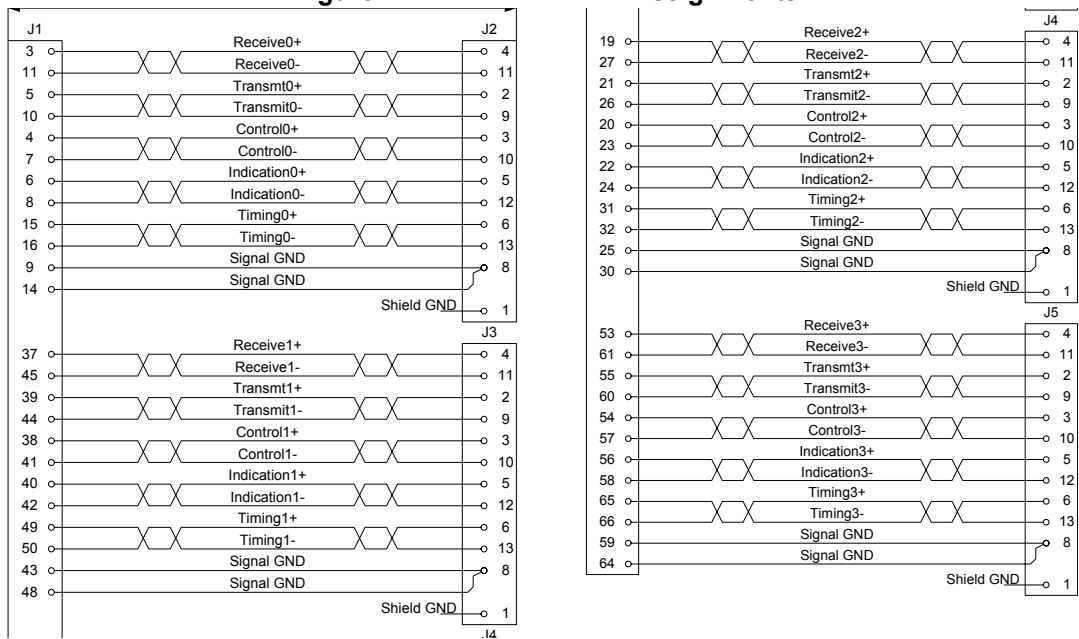 J1 J2
Receive0+
3 4
Receive0-
11 11
Transmt0+
5 2
Transmit0-
10 9
Control0+
4 3
Control0-
7 10
Indication0+
6 5
Indication0-
8 12
Timing0+
15 6
Timing0-
16 13
Signal GND
9 8
Signal GND
14
Shield GND 1
J3
Receive1+
37 4
Receive1-
45 11
Transmt1+
39 2
Transmit1-
44 9
Control1+
38 3
Control1-
41 10
Indication1+
40 5
Indication1-
42 12
Timing1+
49 6
Timing1-
50 13
Signal GND
43 8
Signal GND
48
Shield GND 1
J4
J4
Receive2+
19 4
Receive2-
27 11
Transmt2+
21 2
Transmit2-
26 9
Control2+
20 3
Control2-
23 10
Indication2+
22 5
Indication2-
24 12
Timing2+
31 6
Timing2-
32 13
Signal GND
25 8
Signal GND
30
Shield GND 1
J5
Receive3+
53 4
Receive3-
61 11
Transmt3+
55 2
Transmit3-
60 9
Control3+
54 3
Control3-
57 10
Indication3+
56 5
Indication3-
58 12
Timing3+
65 6
Timing3-
66 13
Signal GND
59 8
Signal GND
64
Shield GND 1